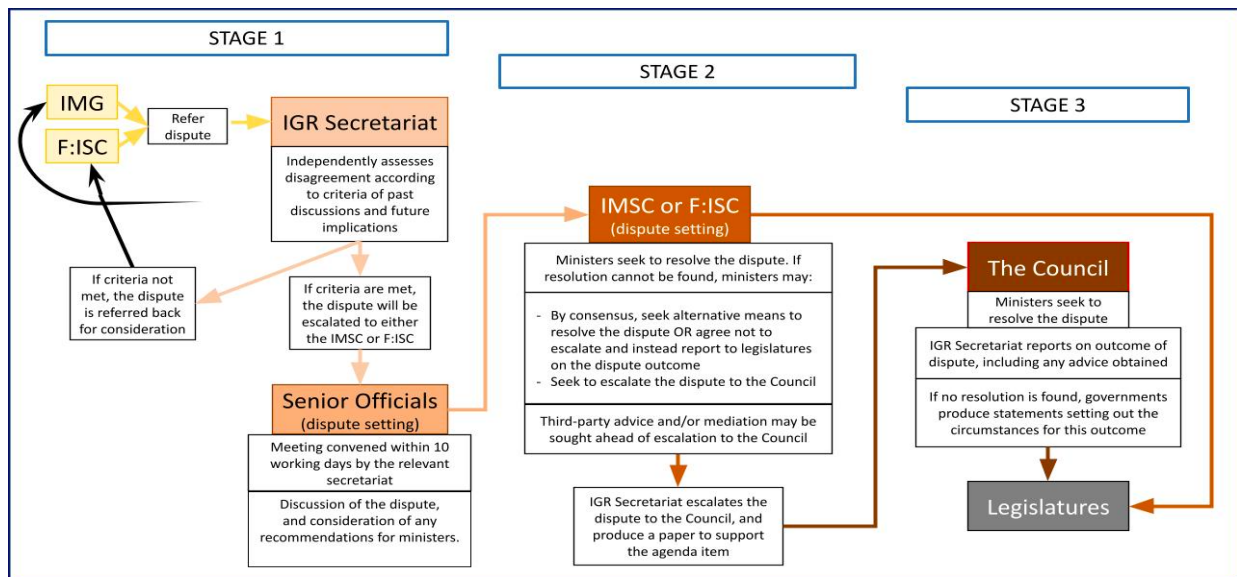 STAGE 1
IMG
F:ISC
Refer
dispute
IGR Secretariat
Independently assesses
disagreement according
to criteria of past
discussions and future
implications
If criteria not
met, the dispute
is referred back
for consideration
If criteria are met,
the dispute will be
escalated to either
the IMSC or F:ISC
Senior Officials
(dispute setting)
Meeting convened within 10
working days by the relevant
secretariat
Discussion of the dispute,
and consideration of any
recommendations for ministers.
STAGE 2
IMSC or F:ISC
(dispute setting)
Ministers seek to resolve the dispute. If
resolution cannot be found, ministers may:
- By consensus, seek alternative means to
resolve the dispute OR agree not to
escalate and instead report to legislatures
on the dispute outcome
- Seek to escalate the dispute to the Council
Third-party advice and/or mediation may be
sought ahead of escalation to the Council
IGR Secretariat escalates the
dispute to the Council, and
produce a paper to support
the agenda item
STAGE 3
The Council
Ministers seek to
resolve the dispute
IGR Secretariat reports on outcome of
dispute, including any advice obtained
If no resolution is found, governments
produce statements setting out the
circumstances for this outcome
Legislatures